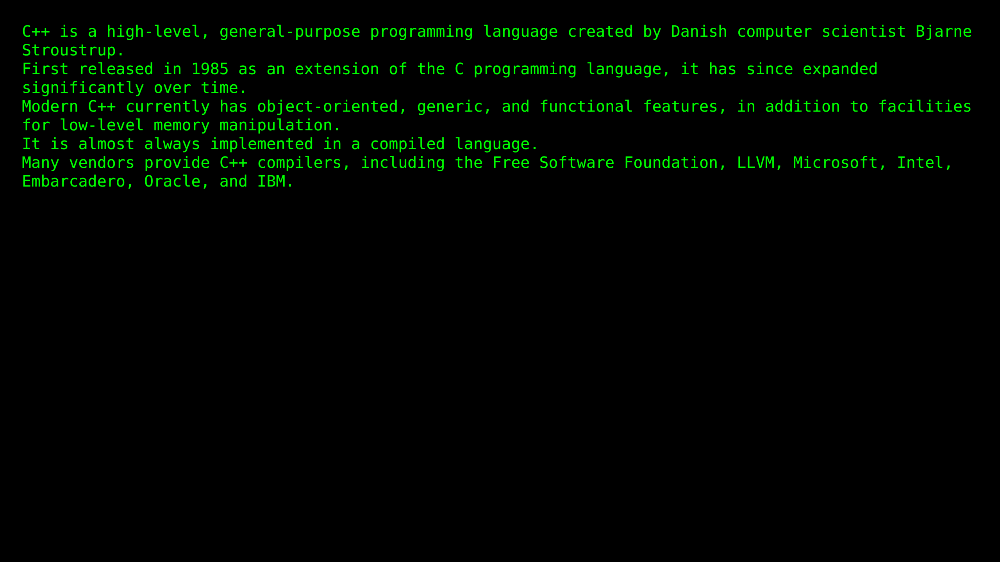 C++ is a high-level, general-purpose programming language created by Danish computer scientist Bjarne
Stroustrup.
First released in 1985 as an extension of the C programming language, it has since expanded
significantly over time.
Modern C++ currently has object-oriented, generic, and functional features, in addition to facilities
for low-level memory manipulation.
It is almost always implemented in a compiled language.
Many vendors provide C++ compilers, including the Free Software Foundation, LLVM, Microsoft, Intel,
Embarcadero, Oracle, and IBM.